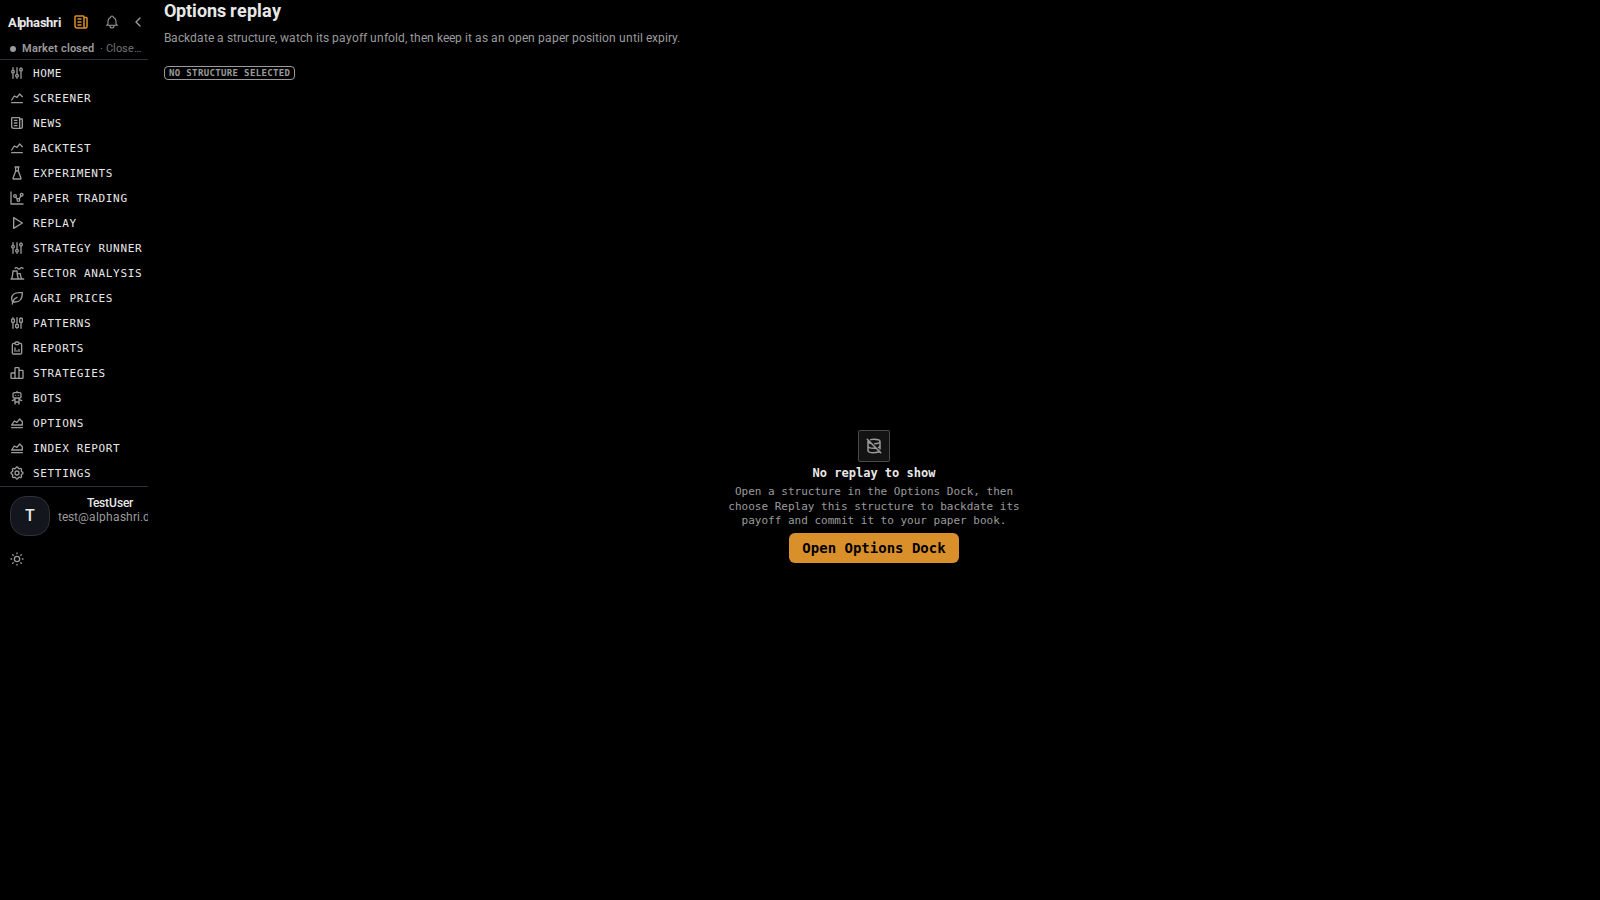 Alphashri
Market closed · Close…
HOME
SCREENER
NEWS
BACKTEST
EXPERIMENTS
PAPER TRADING
REPLAY
STRATEGY RUNNER
SECTOR ANALYSIS
AGRI PRICES
PATTERNS
REPORTS
STRATEGIES
BOTS
OPTIONS
INDEX REPORT
SETTINGS
T
TestUser
test@alphashri.d
Options replay
Backdate a structure, watch its payoff unfold, then keep it as an open paper position until expiry.
NO STRUCTURE SELECTED
No replay to show
Open a structure in the Options Dock, then
choose Replay this structure to backdate its
payoff and commit it to your paper book.
Open Options Dock